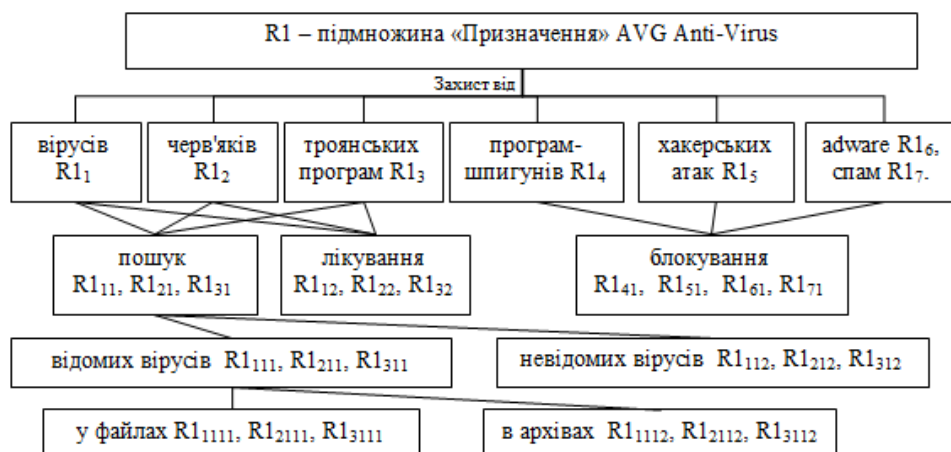 R1 – підмножина «Призначення» AVG Anti-Virus
Захист від
вірусів
R1₁
черв'яків
R1₂
троянських
програм R1₃
програм-
шпигунів R1₄
хакерських
атак R1₅
adware R1₆,
спам R1₇.
пошук
R1₁₁, R1₂₁, R1₃₁
лікування
R1₁₂, R1₂₂, R1₃₂
блокування
R1₄₁, R1₅₁, R1₆₁, R1₇₁
відомих вірусів R1₁₁₁, R1₂₁₁, R1₃₁₁
невідомих вірусів R1₁₁₂, R1₂₁₂, R1₃₁₂
у файлах R1₁₁₁₁, R1₂₁₁₁, R1₃₁₁₁
в архівах R1₁₁₁₂, R1₂₁₁₂, R1₃₁₁₂